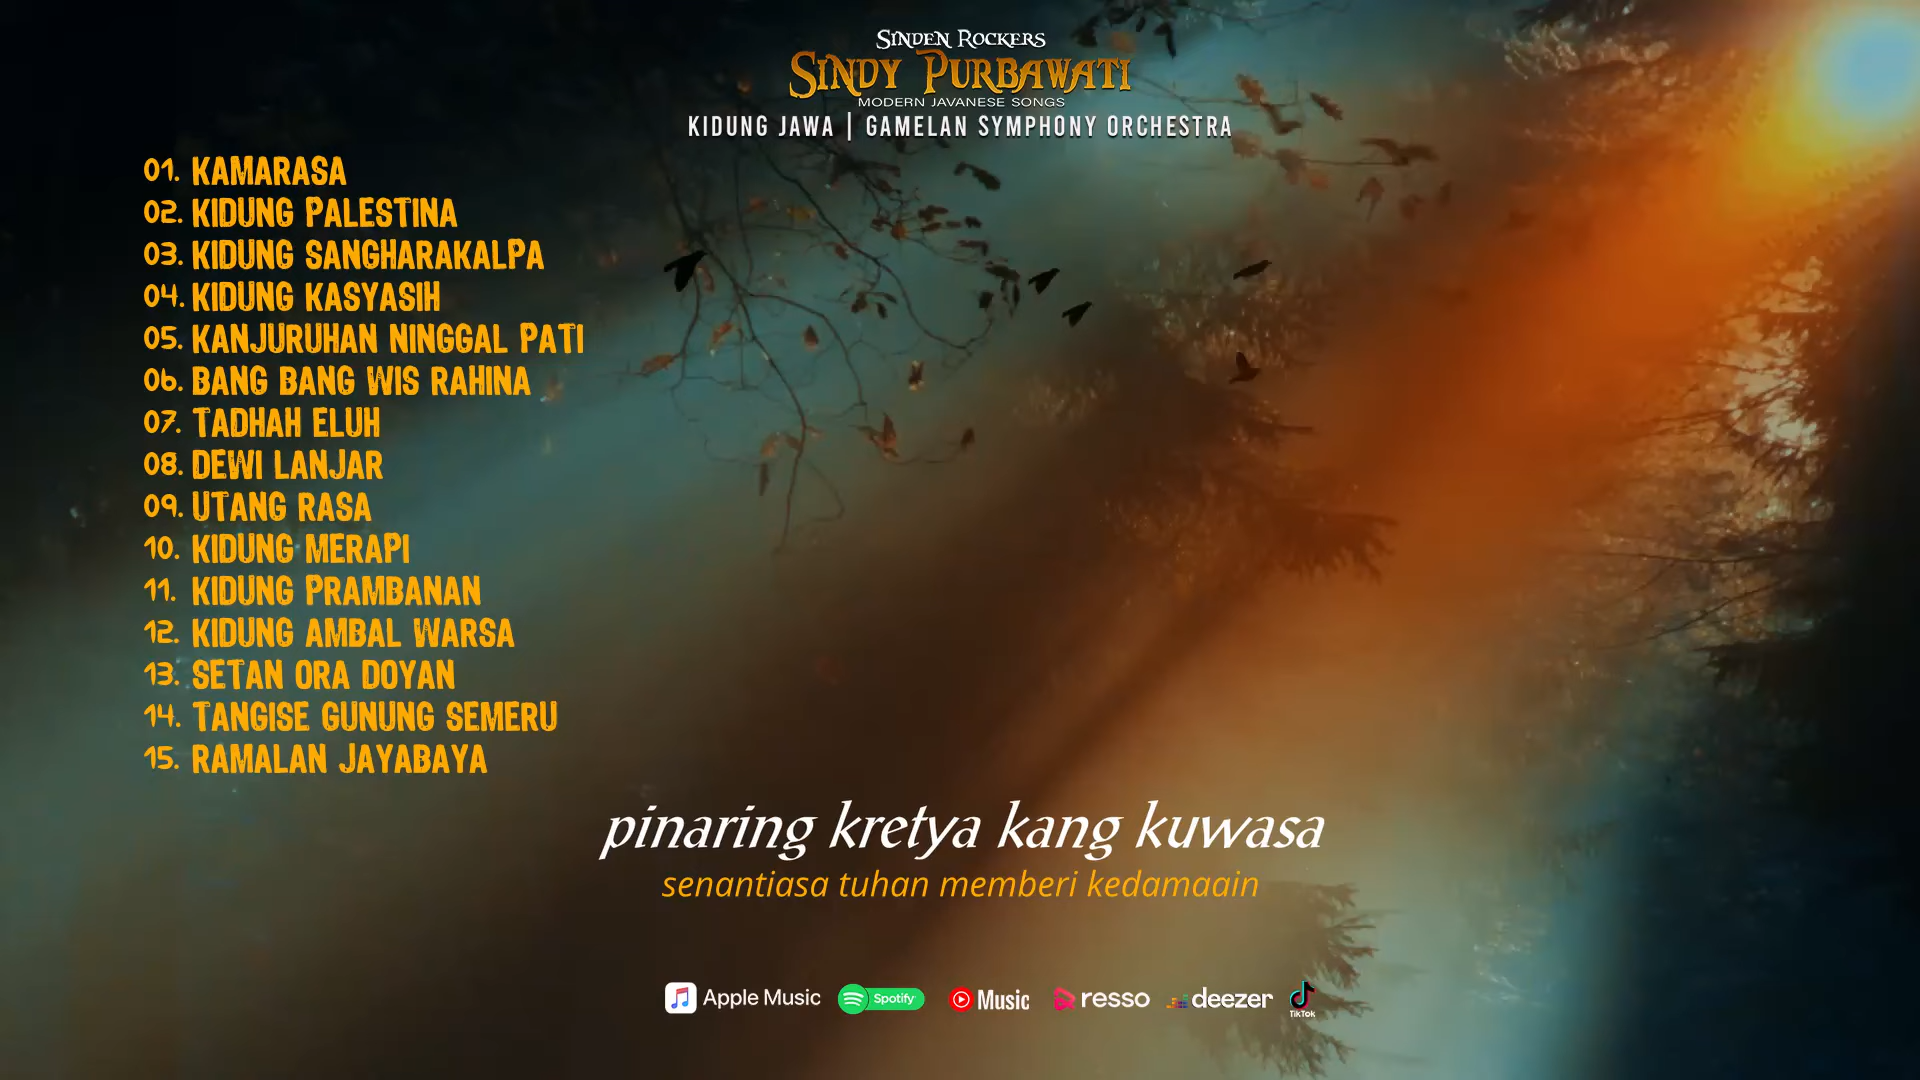 SINDEN ROCKERS
SINDY PURBAWATI
MODERN JAVANESE SONGS
KIDUNG JAWA | GAMELAN SYMPHONY ORCHESTRA
01. KAMARASA
02. KIDUNG PALESTINA
03. KIDUNG SANGHARAKALPA
04. KIDUNG KASYASIH
05. KANJURUHAN NINGGAL PATI
06. BANG BANG WIS RAHINA
07. TADHAH ELUH
08. DEWI LANJAR
09. UTANG RASA
10. KIDUNG MERAPI
11. KIDUNG PRAMBANAN
12. KIDUNG AMBAL WARSA
13. SETAN ORA DOYAN
14. TANGISE GUNUNG SEMERU
15. RAMALAN JAYABAYA
pinaring kretya kang kuwasa
senantiasa tuhan memberi kedamaain
Apple Music Spotify Music resso deezer TikTok